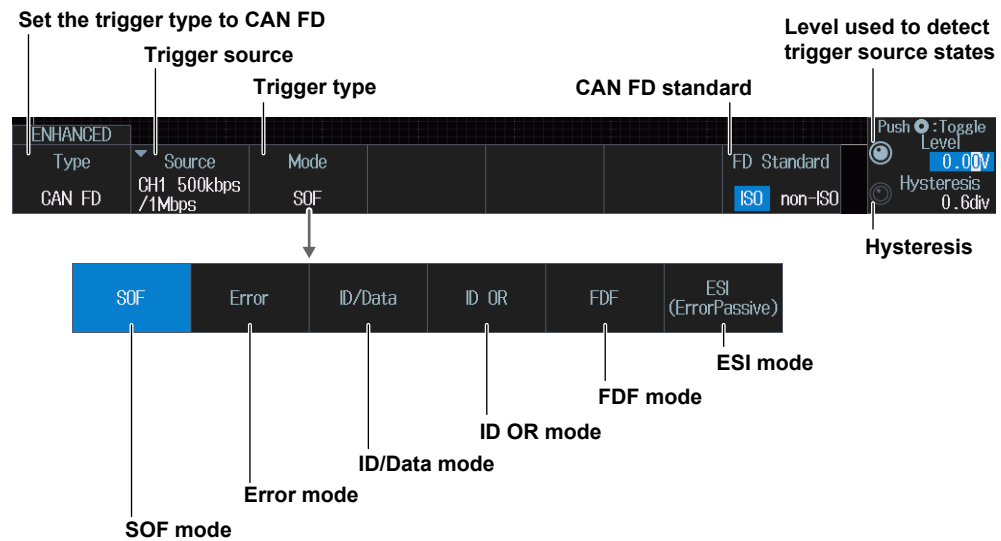 Set the trigger type to CAN FD
Trigger source
Trigger type
CAN FD standard
Level used to detect
trigger source states
ENHANCED
Type
CAN FD
Source
CH1 500kbps
/1Mbps
Mode
SOF
FD Standard
ISO non-ISO
Push :Toggle
Level
0.00V
Hysteresis
0.6div
Hysteresis
SOF
Error
ID/Data
ID OR
FDF
ESI
(ErrorPassive)
ESI mode
FDF mode
ID OR mode
ID/Data mode
Error mode
SOF mode